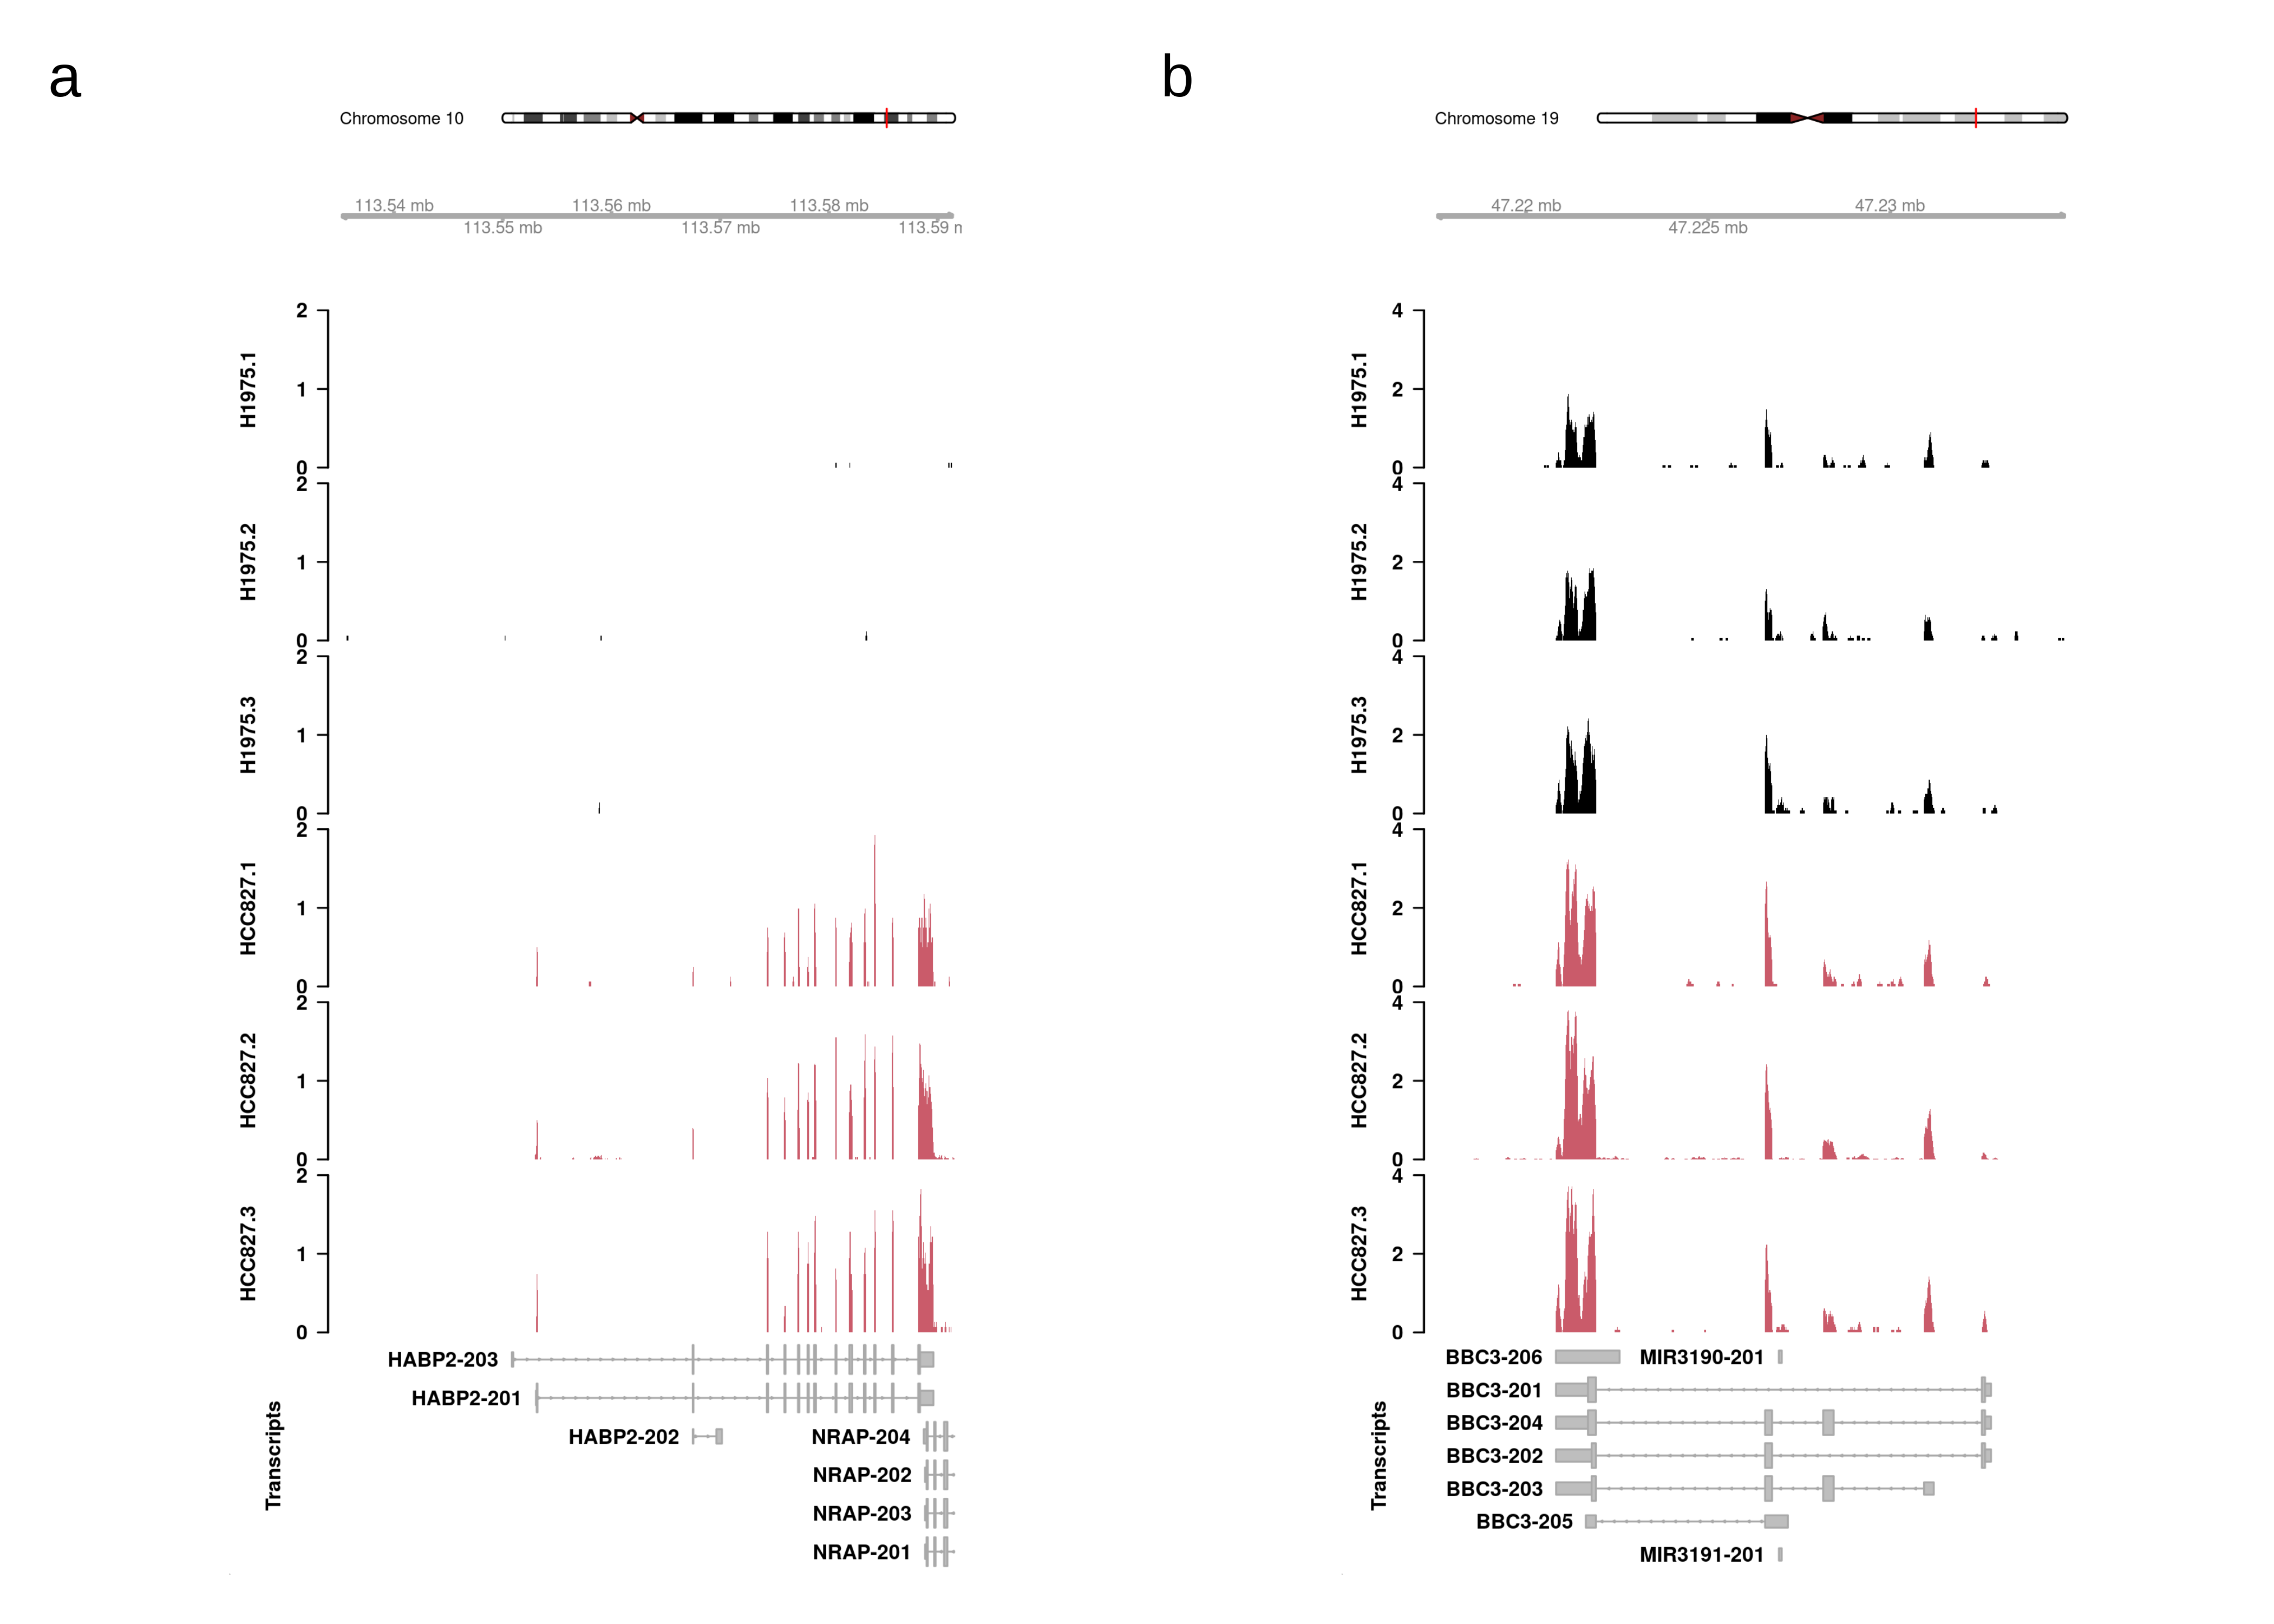 a
Chromosome 10
113.54 mb
113.56 mb
113.58 mb
113.55 mb
113.57 mb
113.59 n
H1975.1
2
1
0
H1975.2
2
1
0
H1975.3
2
1
0
HCC827.1
2
1
0
HCC827.2
2
1
0
HCC827.3
2
1
0
Transcripts
HABP2-203
HABP2-201
HABP2-202
NRAP-204
NRAP-202
NRAP-203
NRAP-201
b
Chromosome 19
47.22 mb
47.23 mb
47.225 mb
H1975.1
4
2
0
H1975.2
4
2
0
H1975.3
4
2
0
HCC827.1
4
2
0
HCC827.2
4
2
0
HCC827.3
4
2
0
Transcripts
BBC3-206
MIR3190-201
BBC3-201
BBC3-204
BBC3-202
BBC3-203
BBC3-205
MIR3191-201